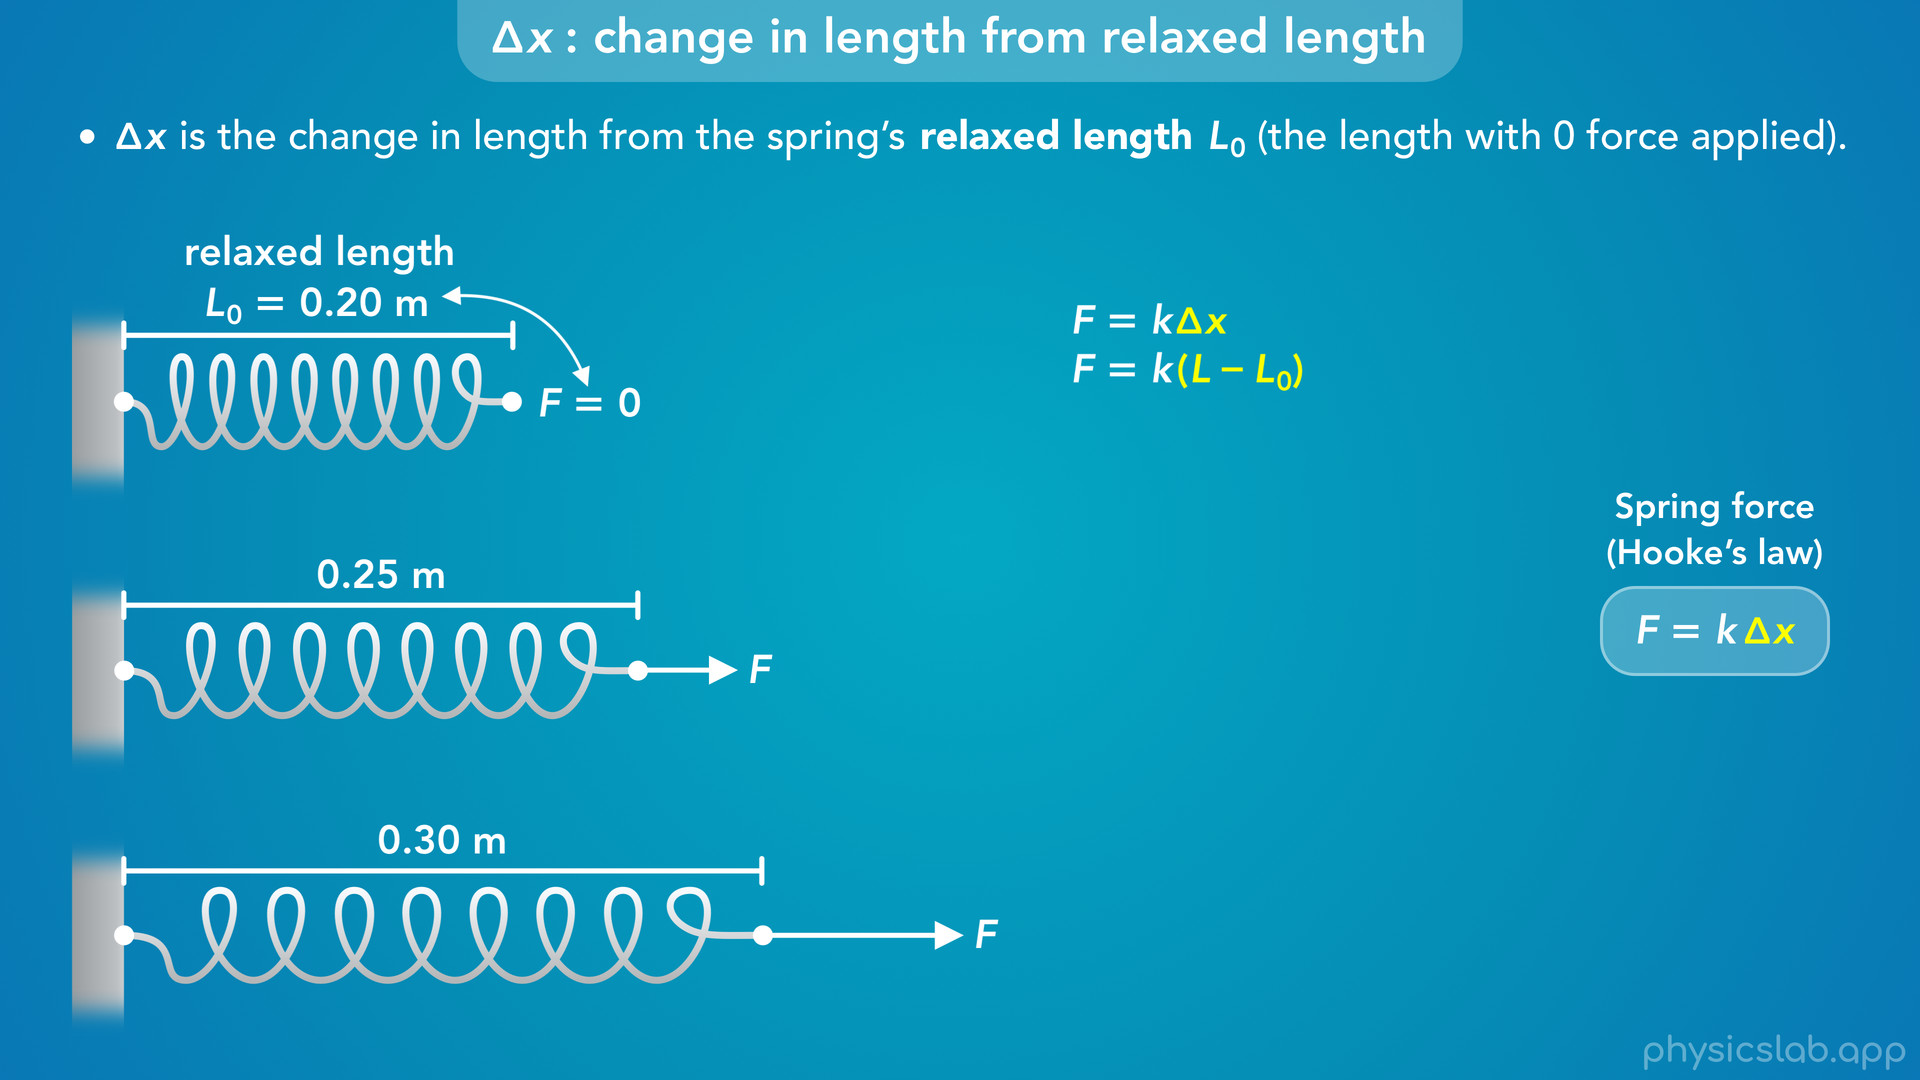 Δx : change in length from relaxed length
• Δx is the change in length from the spring’s relaxed length L₀ (the length with 0 force applied).
relaxed length
L₀ = 0.20 m
F = 0
F = kΔx
F = k(L − L₀)
Spring force
(Hooke’s law)
F = kΔx
0.25 m
F
0.30 m
F
physicslab.app